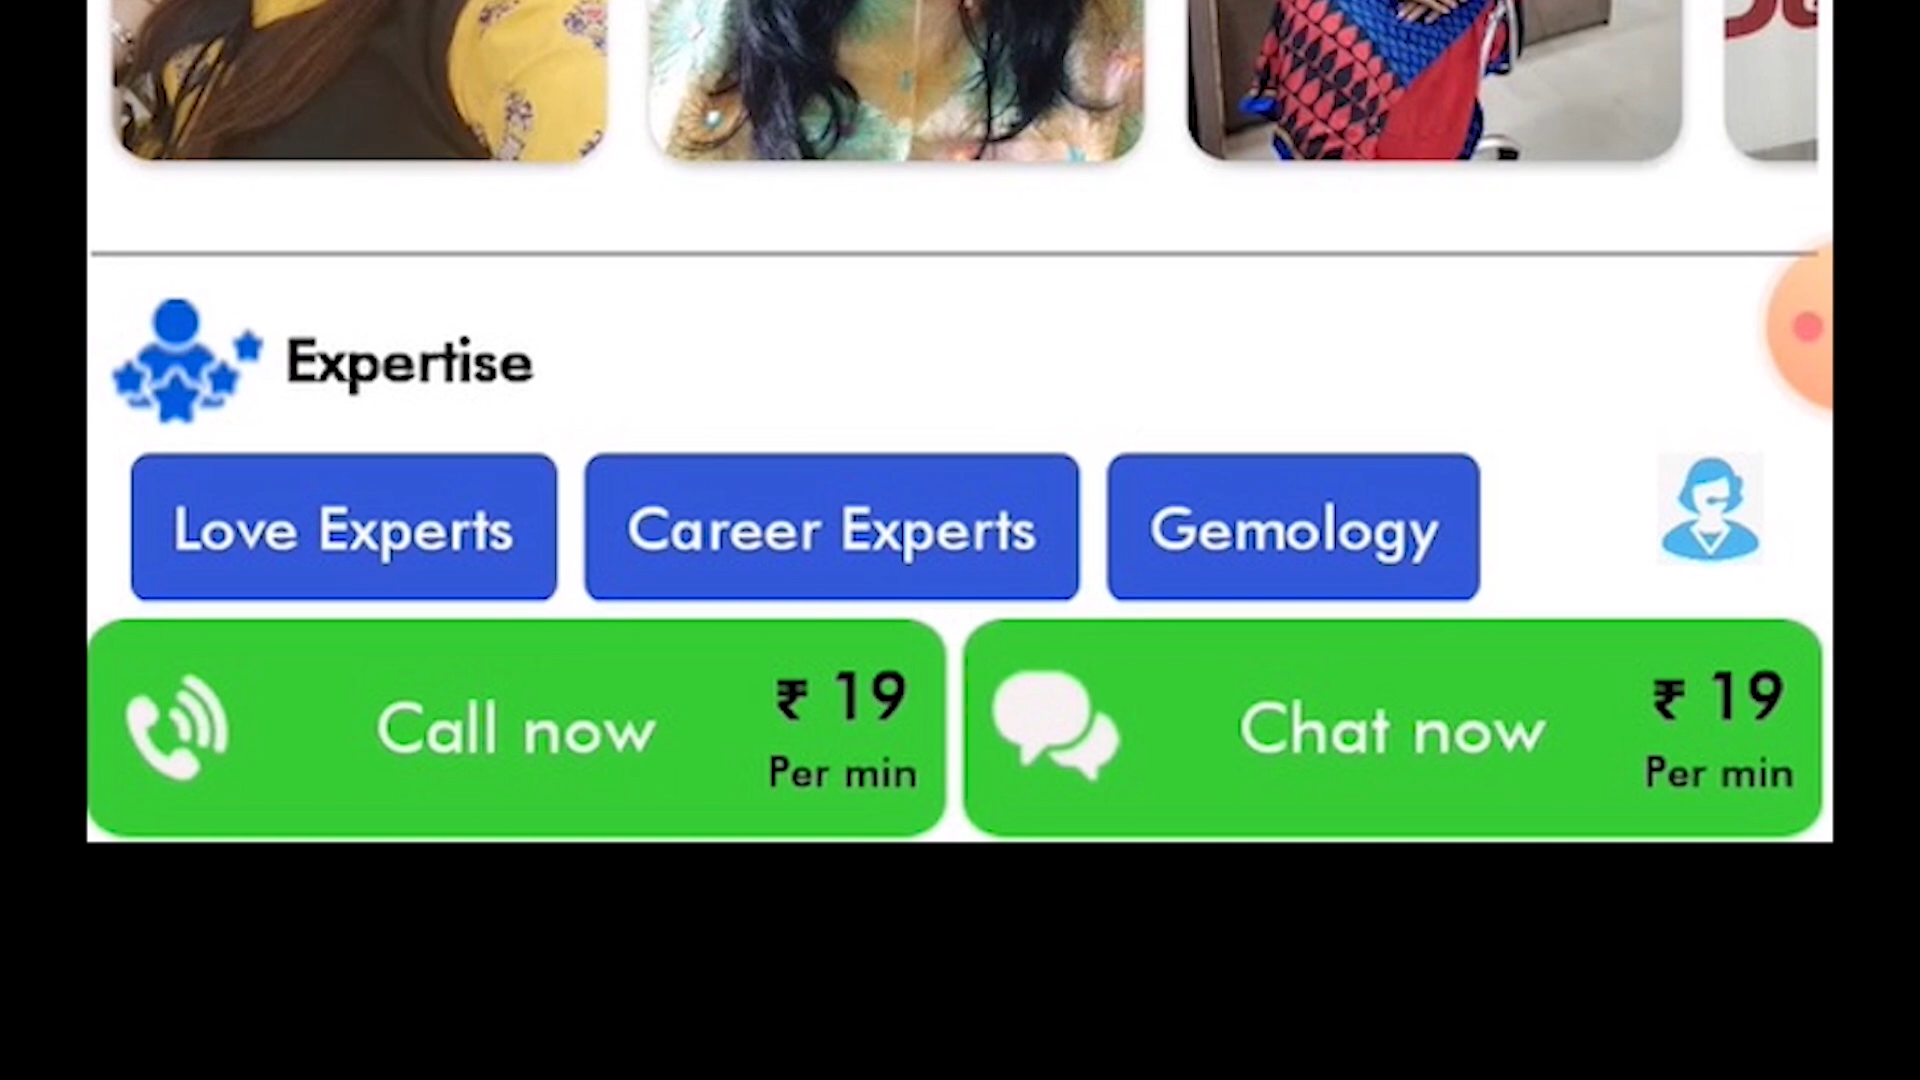 Expertise
Love Experts
Career Experts
Gemology
Call now
₹ 19
Per min
Chat now
₹ 19
Per min